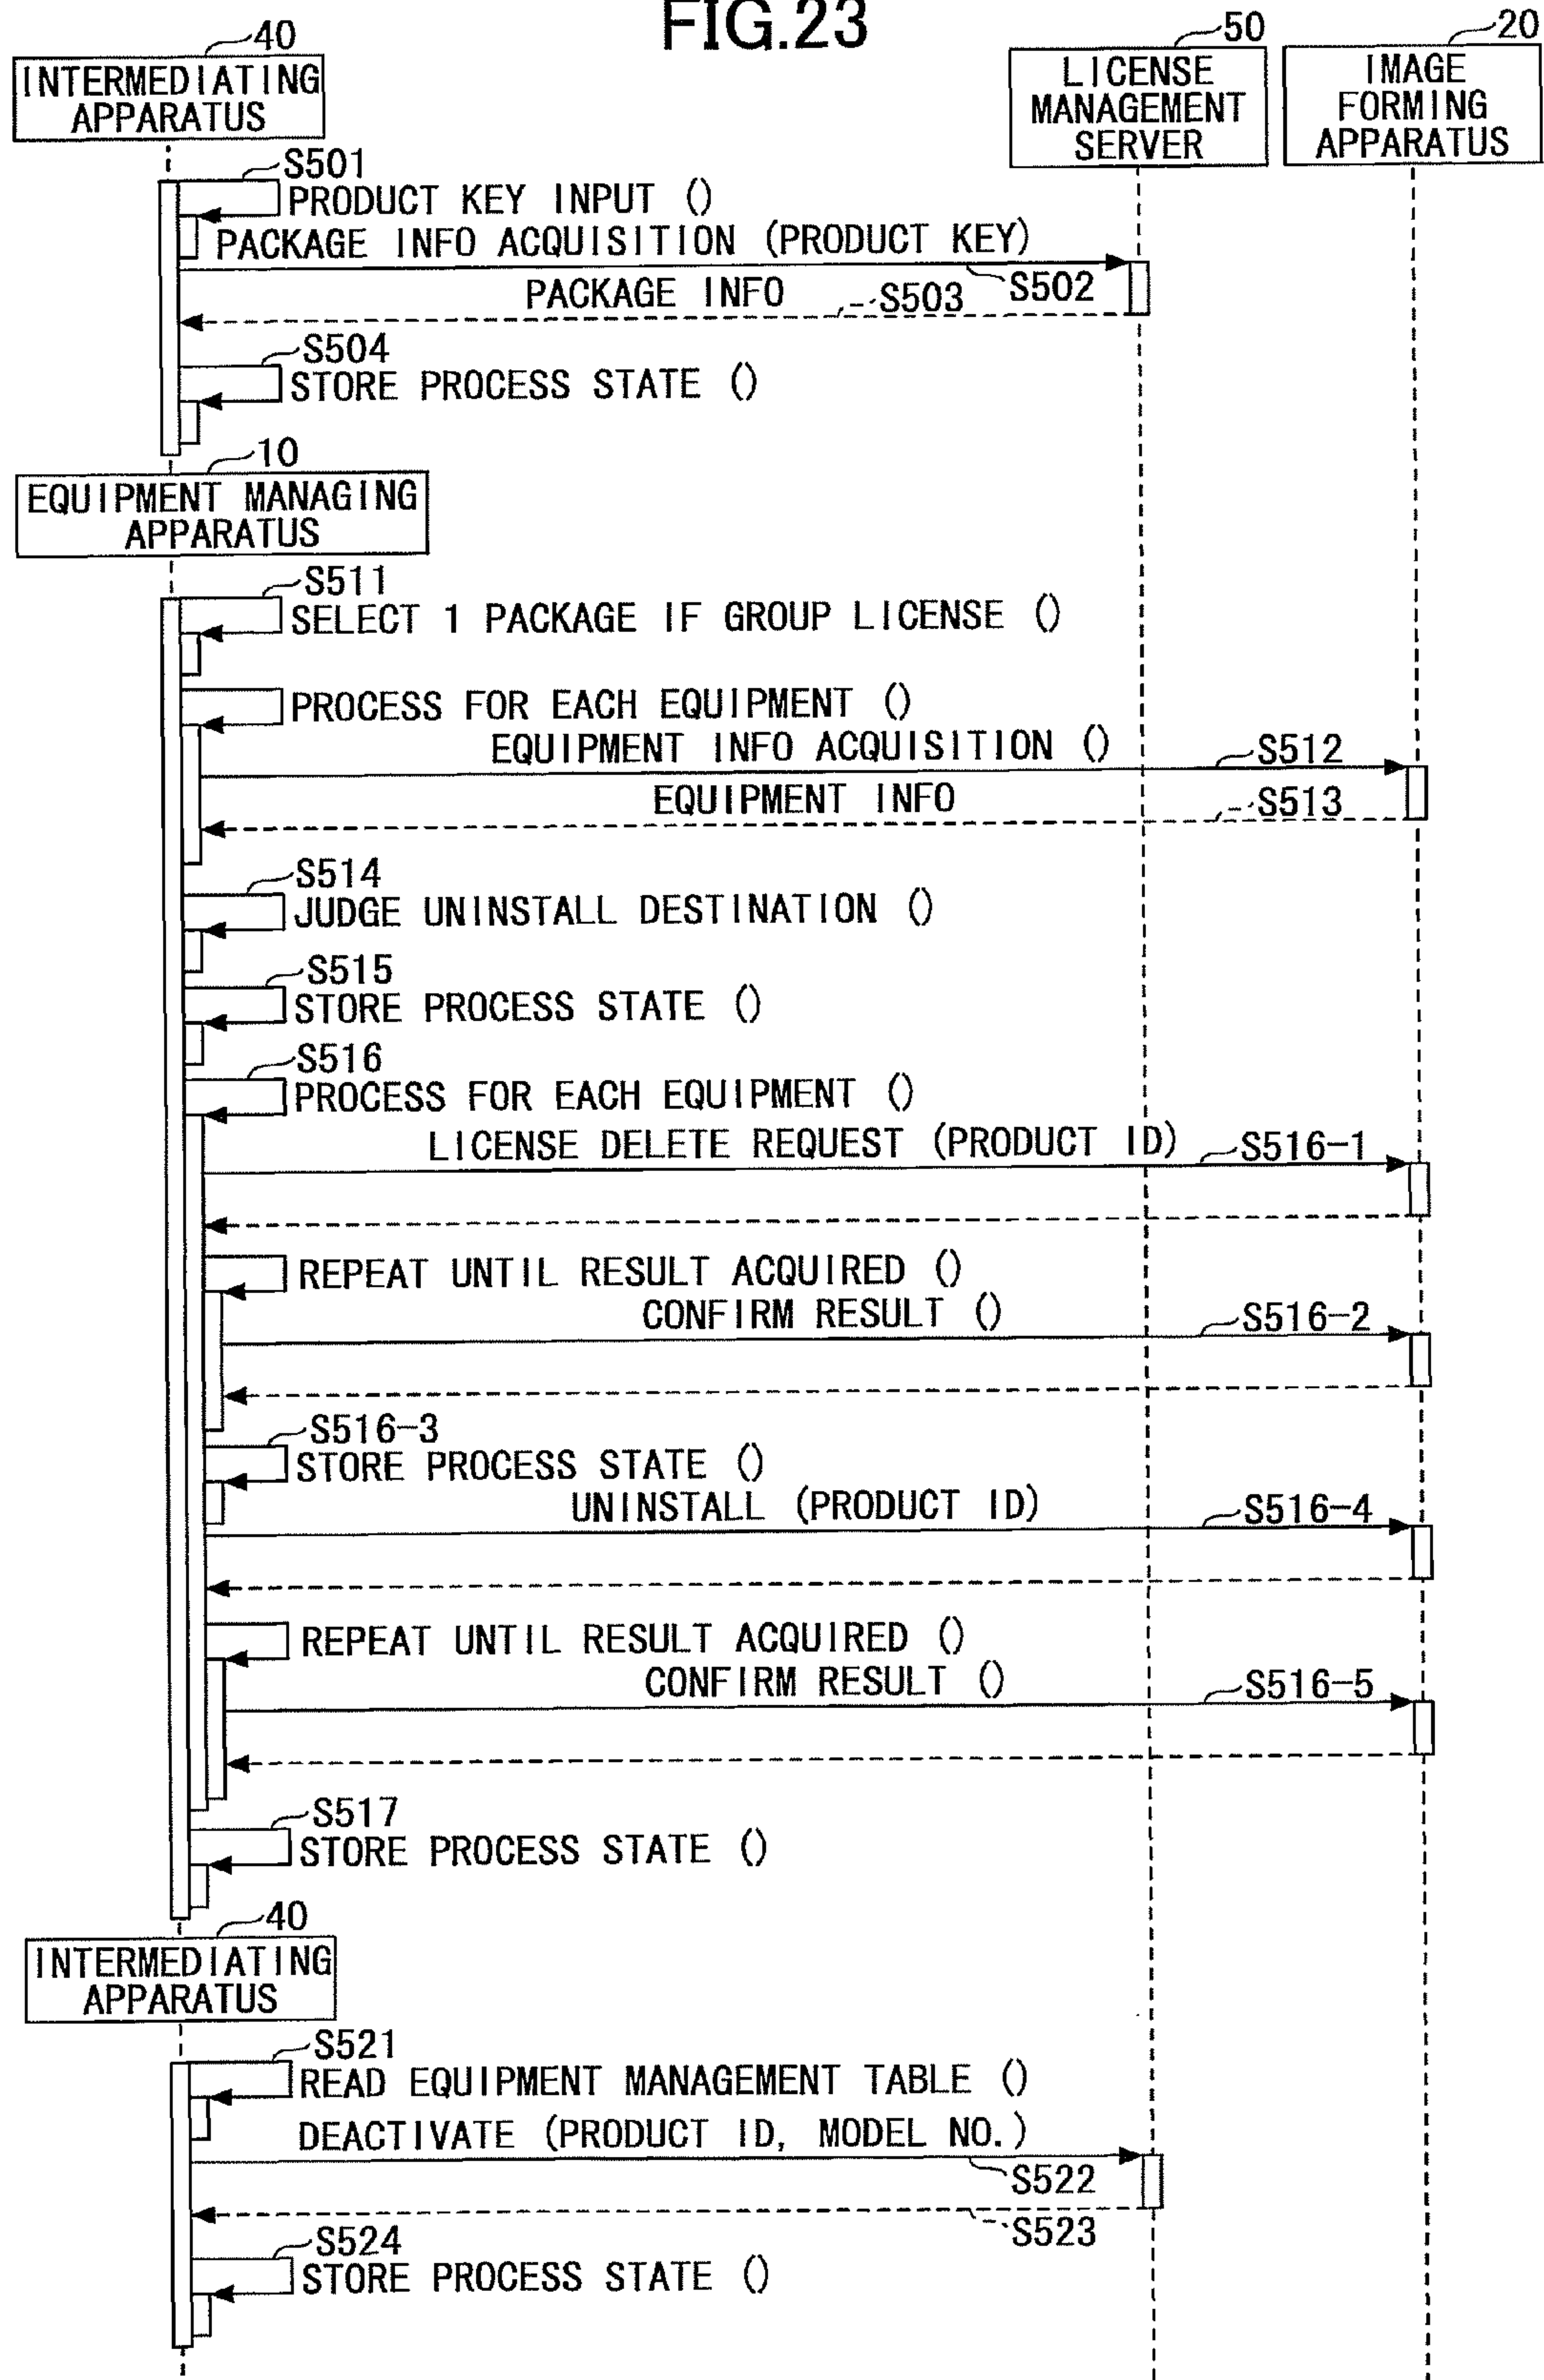 FIG.23
40
INTERMEDIATING
APPARATUS
50
LICENSE
MANAGEMENT
SERVER
20
IMAGE
FORMING
APPARATUS
S501
PRODUCT KEY INPUT ()
PACKAGE INFO ACQUISITION (PRODUCT KEY)
S502
PACKAGE INFO
S503
S504
STORE PROCESS STATE ()
10
EQUIPMENT MANAGING
APPARATUS
S511
SELECT 1 PACKAGE IF GROUP LICENSE ()
PROCESS FOR EACH EQUIPMENT ()
EQUIPMENT INFO ACQUISITION ()
S512
EQUIPMENT INFO
S513
S514
JUDGE UNINSTALL DESTINATION ()
S515
STORE PROCESS STATE ()
S516
PROCESS FOR EACH EQUIPMENT ()
LICENSE DELETE REQUEST (PRODUCT ID)
S516-1
REPEAT UNTIL RESULT ACQUIRED ()
CONFIRM RESULT ()
S516-2
S516-3
STORE PROCESS STATE ()
UNINSTALL (PRODUCT ID)
S516-4
REPEAT UNTIL RESULT ACQUIRED ()
CONFIRM RESULT ()
S516-5
S517
STORE PROCESS STATE ()
40
INTERMEDIATING
APPARATUS
S521
READ EQUIPMENT MANAGEMENT TABLE ()
DEACTIVATE (PRODUCT ID, MODEL NO.)
S522
S523
S524
STORE PROCESS STATE ()